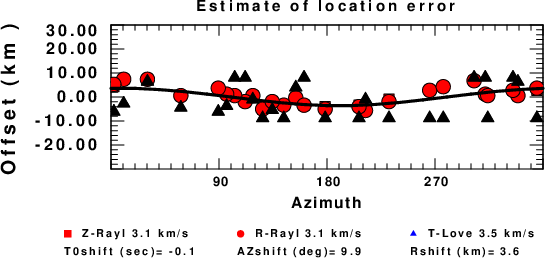 Estimate of location error
Offset (km)
30.00
20.00
10.00
0.00
-10.00
-20.00
90 180 270
Azimuth
Z-Rayl 3.1 km/s R-Rayl 3.1 km/s T-Love 3.5 km/s
T0shift (sec)= -0.1 AZshift (deg)= 9.9 Rshift (km)= 3.6